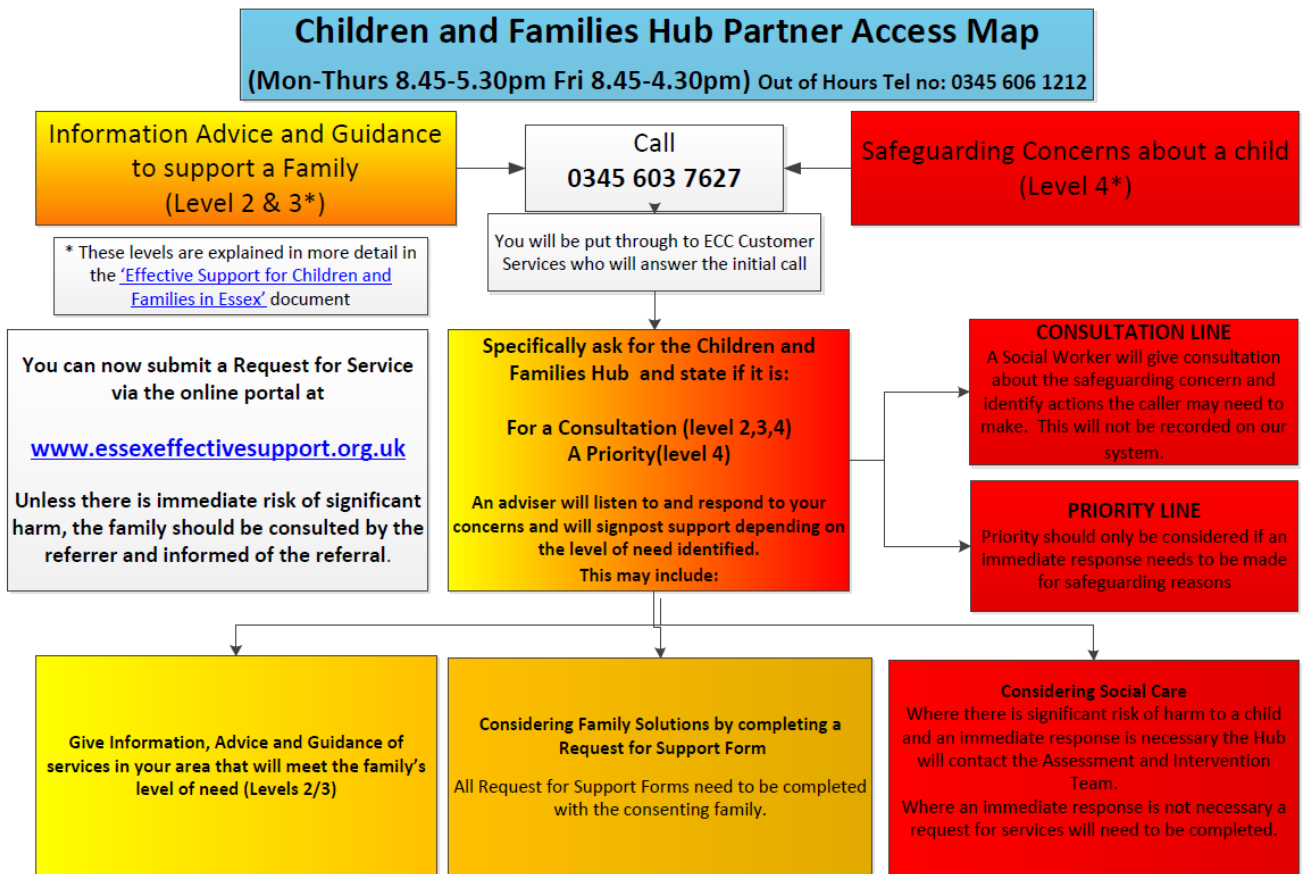 Children and Families Hub Partner Access Map
(Mon-Thurs 8.45-5.30pm Fri 8.45-4.30pm) Out of Hours Tel no: 0345 606 1212
Information Advice and Guidance
to support a Family
(Level 2 & 3*)
Call
0345 603 7627
Safeguarding Concerns about a child
(Level 4*)
* These levels are explained in more detail in
the ‘Effective Support for Children and
Families in Essex’ document
You will be put through to ECC Customer
Services who will answer the initial call
You can now submit a Request for Service
via the online portal at
www.essexeffectivesupport.org.uk
Unless there is immediate risk of significant
harm, the family should be consulted by the
referrer and informed of the referral.
Specifically ask for the Children and
Families Hub and state if it is:
For a Consultation (level 2,3,4)
A Priority(level 4)
An adviser will listen to and respond to your
concerns and will signpost support depending on
the level of need identified.
This may include:
CONSULTATION LINE
A Social Worker will give consultation
about the safeguarding concern and
identify actions the caller may need to
make. This will not be recorded on our
system.
PRIORITY LINE
Priority should only be considered if an
immediate response needs to be made
for safeguarding reasons
Give Information, Advice and Guidance of
services in your area that will meet the family’s
level of need (Levels 2/3)
Considering Family Solutions by completing a
Request for Support Form
All Request for Support Forms need to be completed
with the consenting family.
Considering Social Care
Where there is significant risk of harm to a child
and an immediate response is necessary the Hub
will contact the Assessment and Intervention
Team.
Where an immediate response is not necessary a
request for services will need to be completed.